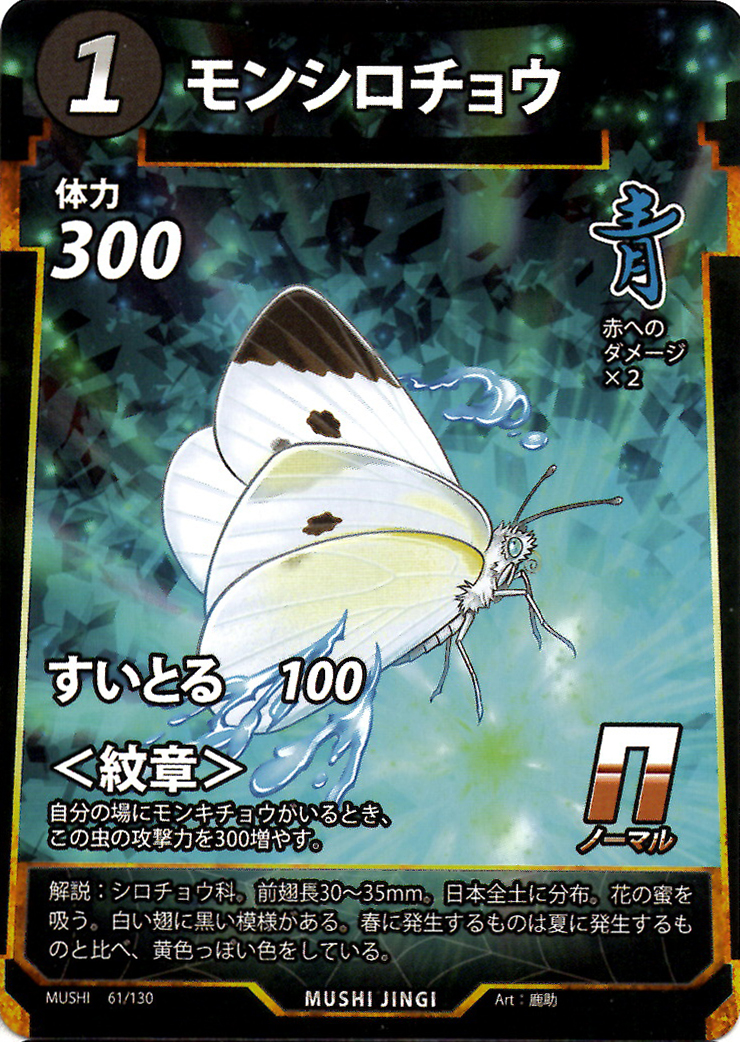 1
モンシロチョウ
体力
300
青
赤への
ダメージ
×2
すいとる 100
<紋章>
自分の場にモンキチョウがいるとき、
この虫の攻撃力を300増やす。
ノーマル
解説：シロチョウ科。前翅長30～35mm。日本全土に分布。花の蜜を
吸う。白い翅に黒い模様がある。春に発生するものは夏に発生するも
のと比べ、黄色っぽい色をしている。
MUSHI 61/130
MUSHI JINGI
Art：鹿助